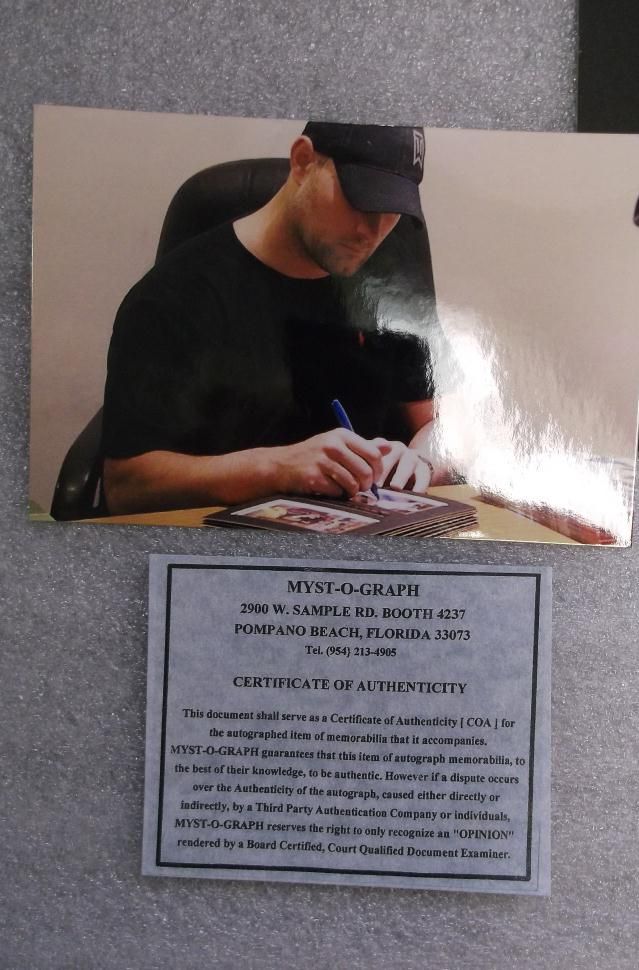 MYST-O-GRAPH
2900 W. SAMPLE RD. BOOTH 4237
POMPANO BEACH, FLORIDA 33073
Tel. (954) 213-4905
CERTIFICATE OF AUTHENTICITY
This document shall serve as a Certificate of Authenticity [ COA ] for
the autographed item of memorabilia that it accompanies.
MYST-O-GRAPH guarantees that this item of autograph memorabilia, to
the best of their knowledge, to be authentic. However if a dispute occurs
over the Authenticity of the autograph, caused either directly or
indirectly, by a Third Party Authentication Company or individuals,
MYST-O-GRAPH reserves the right to only recognize an "OPINION"
rendered by a Board Certified, Court Qualified Document Examiner.